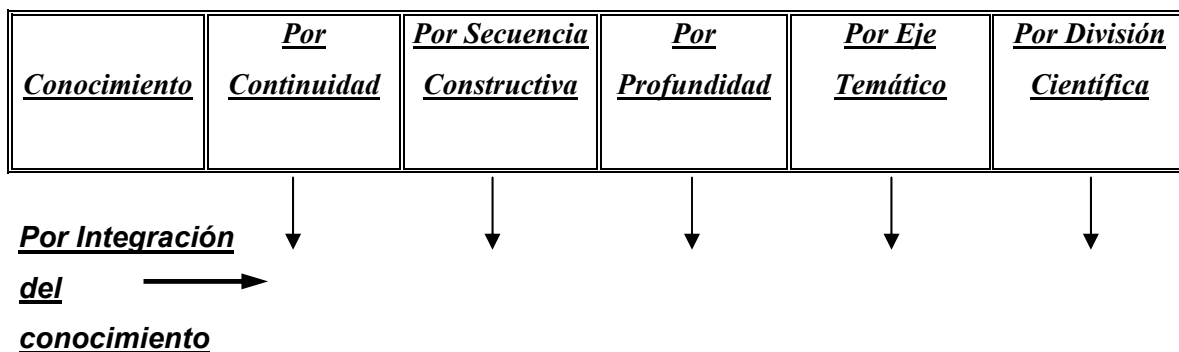 Conocimiento
Por
Continuidad
Por Secuencia
Constructiva
Por
Profundidad
Por Eje
Temático
Por División
Científica
Por Integración
del
conocimiento